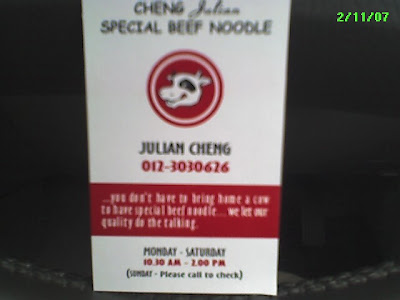 2/11/07
CHENG Julian
SPECIAL BEEF NOODLE
JULIAN CHENG
012-3030626
...you don't have to bring home a cow
to have special beef noodle... we let our
quality do the talking.
MONDAY - SATURDAY
10.30 AM - 2.00 PM
(SUNDAY - Please call to check)